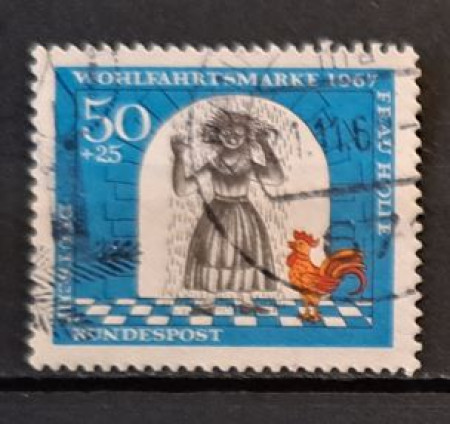 WOHLFAHRTSMARKE 1967
50
+25
FRAU HOLLE
DEUTSCHE
BUNDESPOST